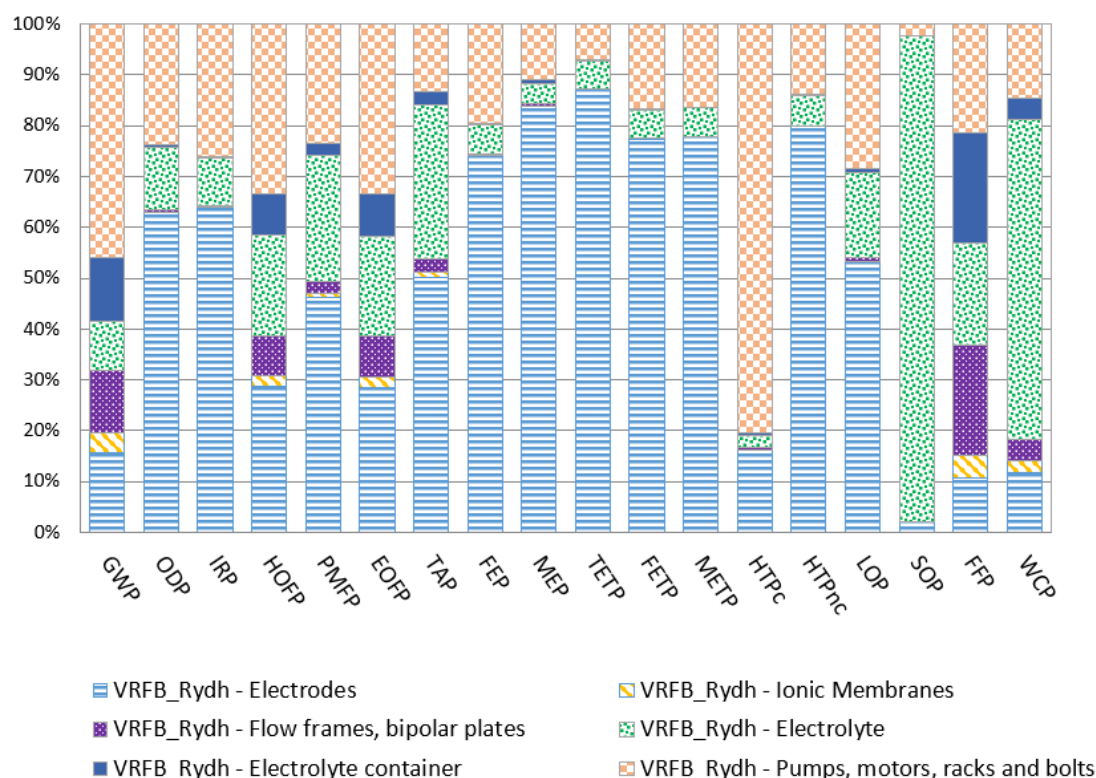 100%
90%
80%
70%
60%
50%
40%
30%
20%
10%
0%
GWP ODP IRP HOFP PMFP EOFP TAP FEP MEP TETP FETP METP HTPc HTPnc LOP SOP FFP WCP
VRFB_Rydh - Electrodes VRFB_Rydh - Ionic Membranes
VRFB_Rydh - Flow frames, bipolar plates VRFB_Rydh - Electrolyte
VRFB_Rydh - Electrolyte container VRFB_Rydh - Pumps, motors, racks and bolts